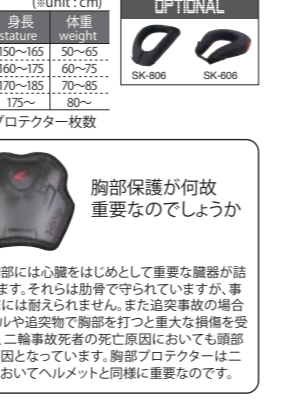 (※unit : cm)
身長 体重
stature weight
150〜165 50〜65
160〜175 60〜75
170〜185 70〜85
175〜 80〜
プロテクター枚数
OPTIONAL
SK-806 SK-606
胸部保護が何故
重要なのでしょうか
部には心臓をはじめとして重要な臓器が詰
ます。それらは肋骨で守られていますが、事
には耐えられません。また追突事故の場合
ルや追突物で胸部を打つと重大な損傷を受
、二輪事故死者の死亡原因においても頭部
因となっています。胸部プロテクターは二
おいてヘルメットと同様に重要なのです。